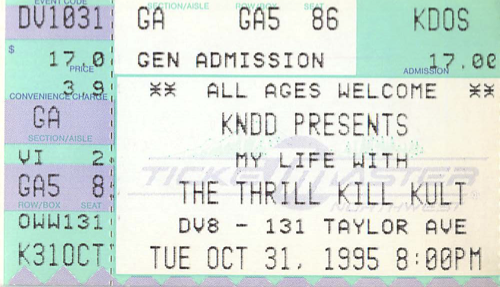 EVENT CODE
DV1031
$ 17.0
PRICE
3 9
CONVENIENCE CHARGE
GA
SECTION/AISLE
VI 2
GA5 8
ROW/BOX SEAT
OWW131
K31OCT
SECTION/AISLE ROW/BOX SEAT
GA GA5 86 KDOS
GEN ADMISSION 17.00
ADMISSION
** ALL AGES WELCOME **
KNDD PRESENTS
MY LIFE WITH
THE THRILL KILL KULT
DV8 - 131 TAYLOR AVE
TUE OCT 31, 1995 8:00PM
TICKETMASTER
NORTHWEST